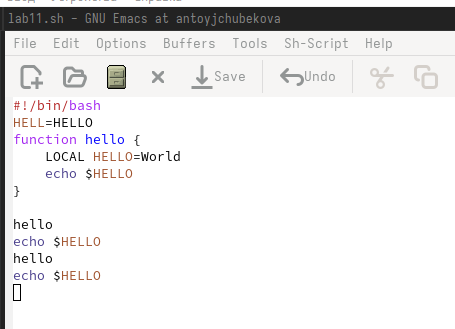 lab11.sh – GNU Emacs at antoyjchubekova
File Edit Options Buffers Tools Sh-Script Help
Save Undo
#!/bin/bash
HELL=HELLO
function hello {
    LOCAL HELLO=World
    echo $HELLO
}
hello
echo $HELLO
hello
echo $HELLO